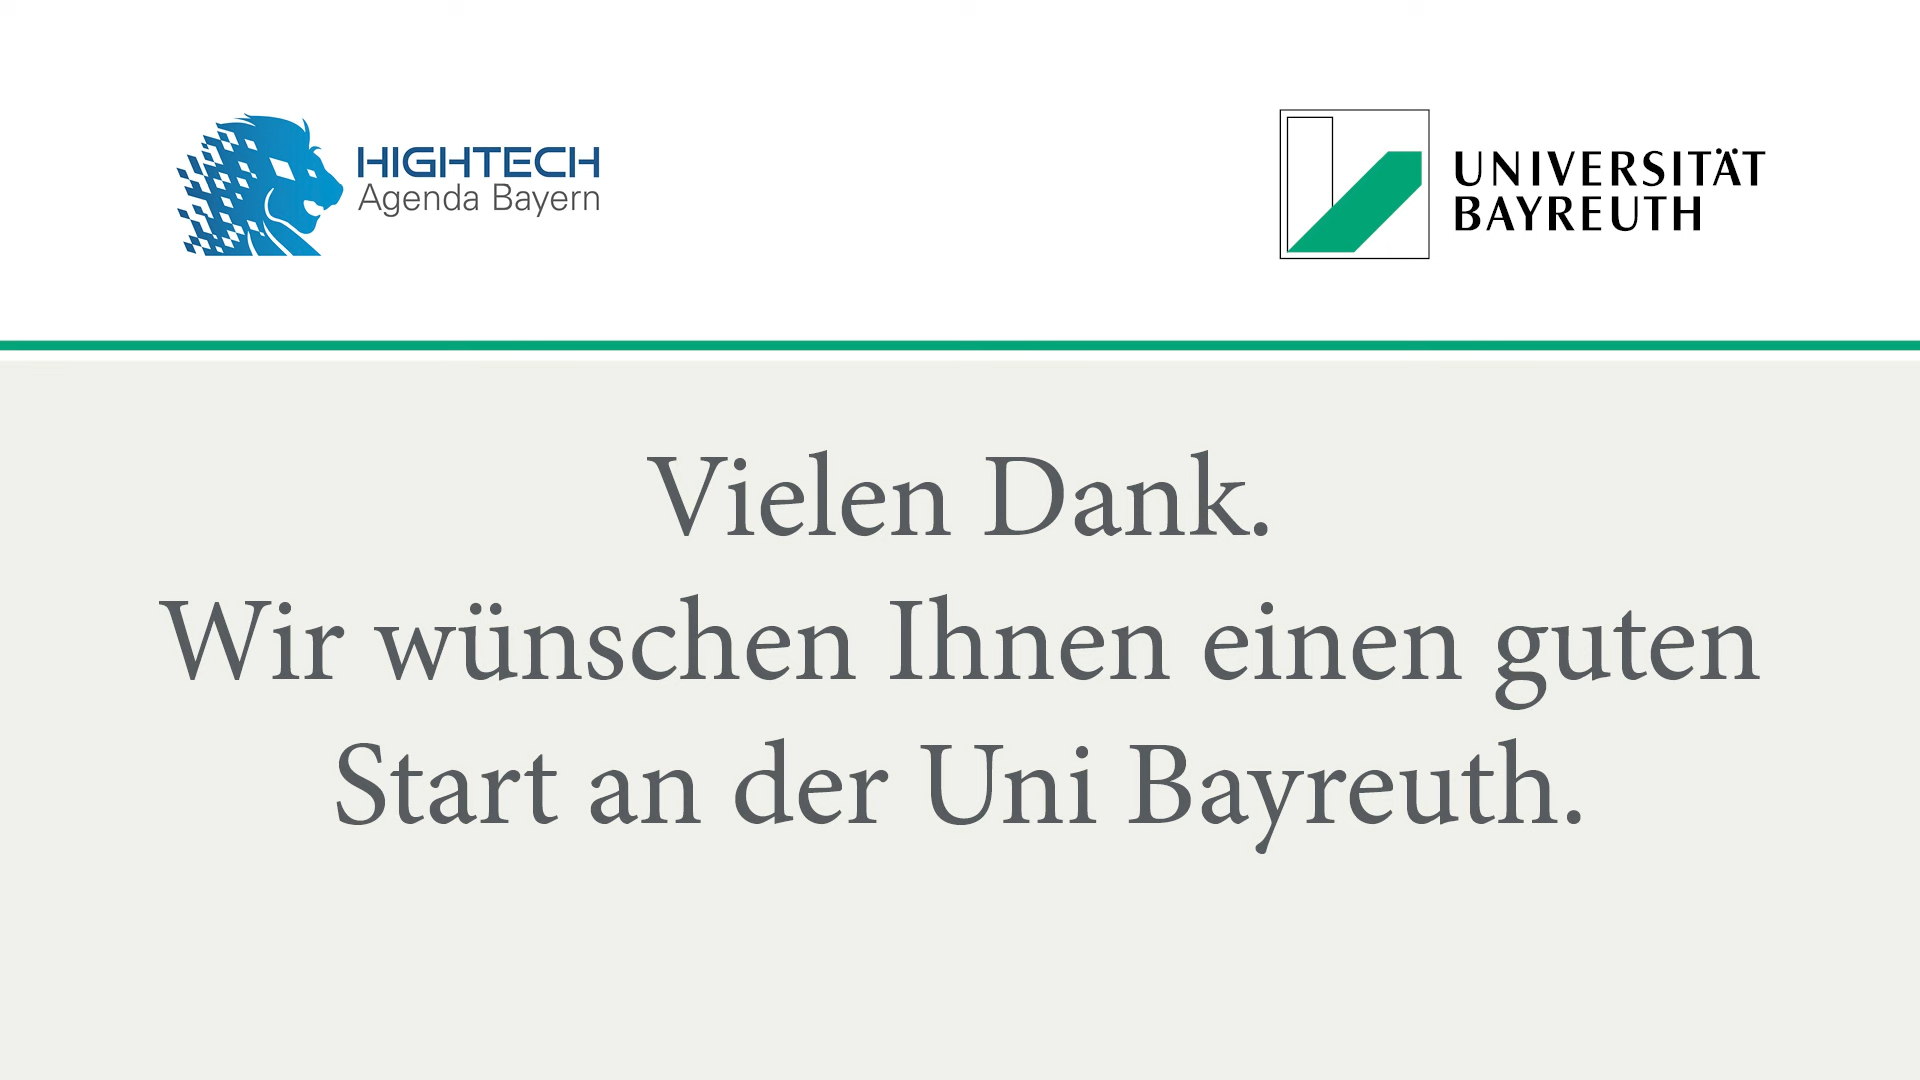 HIGHTECH
Agenda Bayern
UNIVERSITÄT
BAYREUTH
Vielen Dank.
Wir wünschen Ihnen einen guten
Start an der Uni Bayreuth.